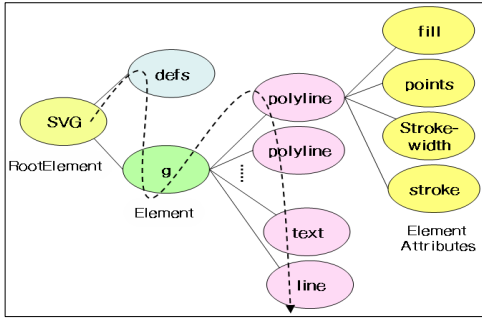 fill
defs
points
polyline
SVG
Stroke-
width
polyline
RootElement
g
stroke
Element
text
Element
Attributes
line